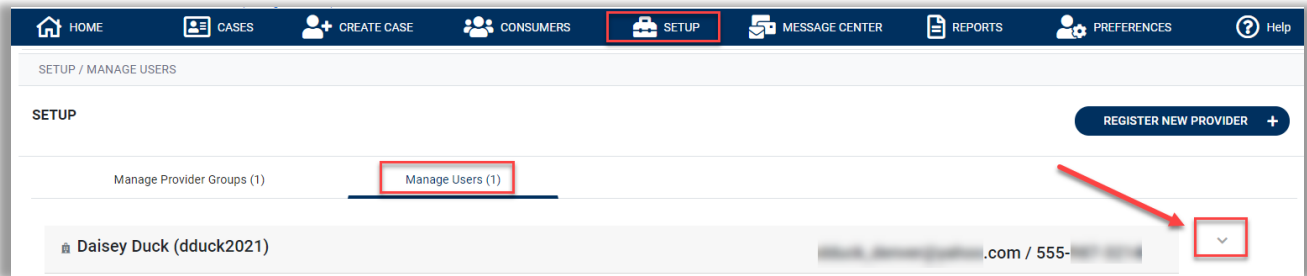 HOME CASES CREATE CASE CONSUMERS SETUP MESSAGE CENTER REPORTS PREFERENCES Help
SETUP / MANAGE USERS
SETUP
REGISTER NEW PROVIDER +
Manage Provider Groups (1) Manage Users (1)
Daisey Duck (dduck2021) .com / 555-